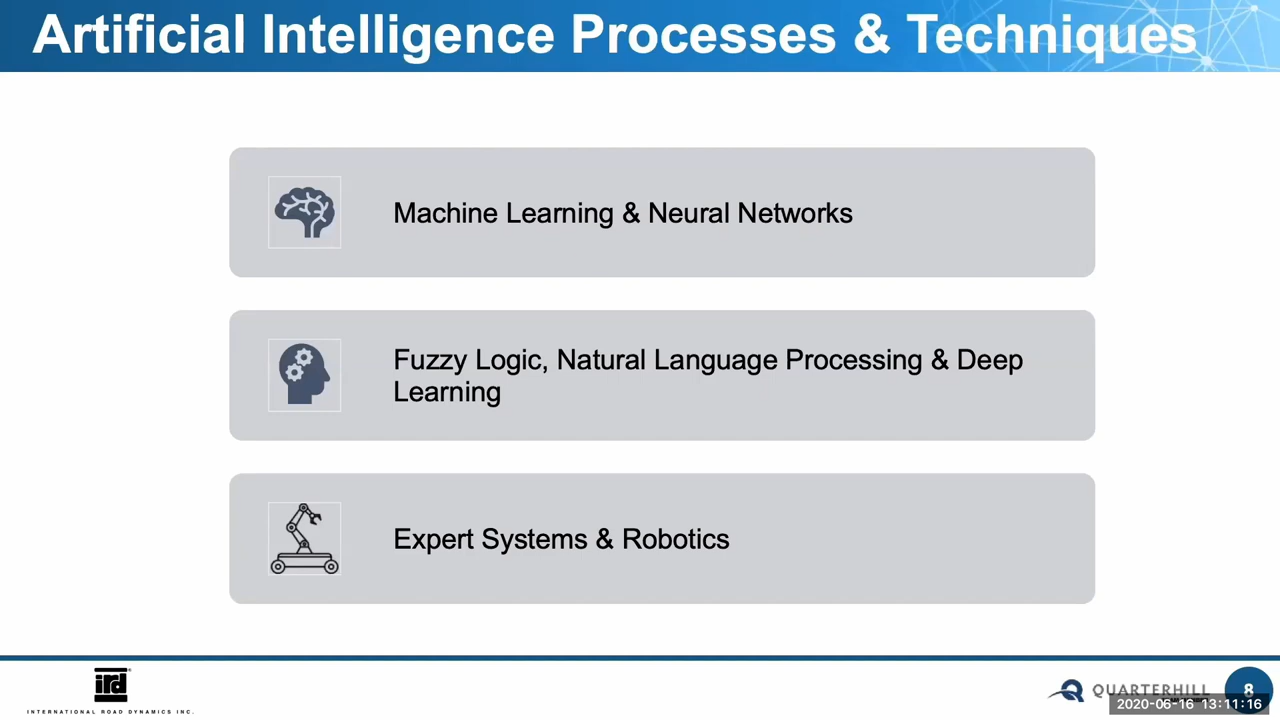 Artificial Intelligence Processes & Techniques
Machine Learning & Neural Networks
Fuzzy Logic, Natural Language Processing & Deep
Learning
Expert Systems & Robotics
ird
INTERNATIONAL ROAD DYNAMICS INC.
QUARTERHILL
8
2020-06-16 13:11:16